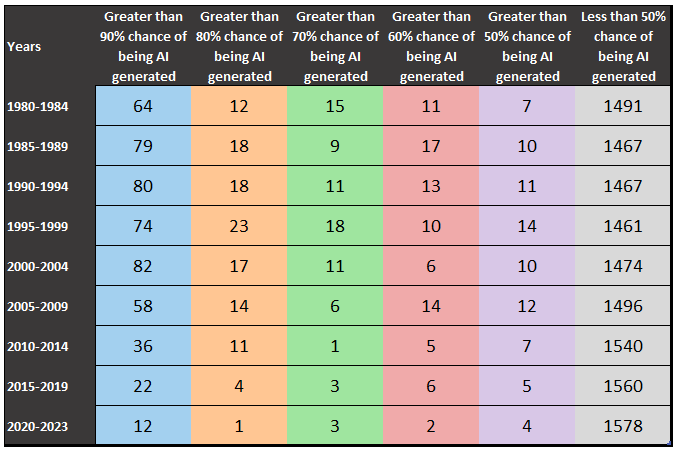 Years
Greater than
90% chance of
being AI
generated
Greater than
80% chance of
being AI
generated
Greater than
70% chance of
being AI
generated
Greater than
60% chance of
being AI
generated
Greater than
50% chance of
being AI
generated
Less than 50%
chance of
being AI
generated
1980-1984 64 12 15 11 7 1491
1985-1989 79 18 9 17 10 1467
1990-1994 80 18 11 13 11 1467
1995-1999 74 23 18 10 14 1461
2000-2004 82 17 11 6 10 1474
2005-2009 58 14 6 14 12 1496
2010-2014 36 11 1 5 7 1540
2015-2019 22 4 3 6 5 1560
2020-2023 12 1 3 2 4 1578